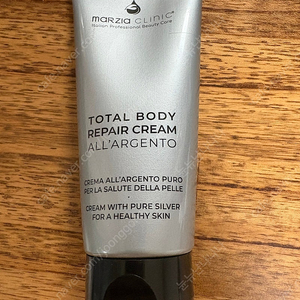 marzia CLINIC®
Italian Professional Beauty Care
TOTAL BODY
REPAIR CREAM
ALL'ARGENTO
CREMA ALL'ARGENTO PURO
PER LA SALUTE DELLA PELLE
CREAM WITH PURE SILVER
FOR A HEALTHY SKIN